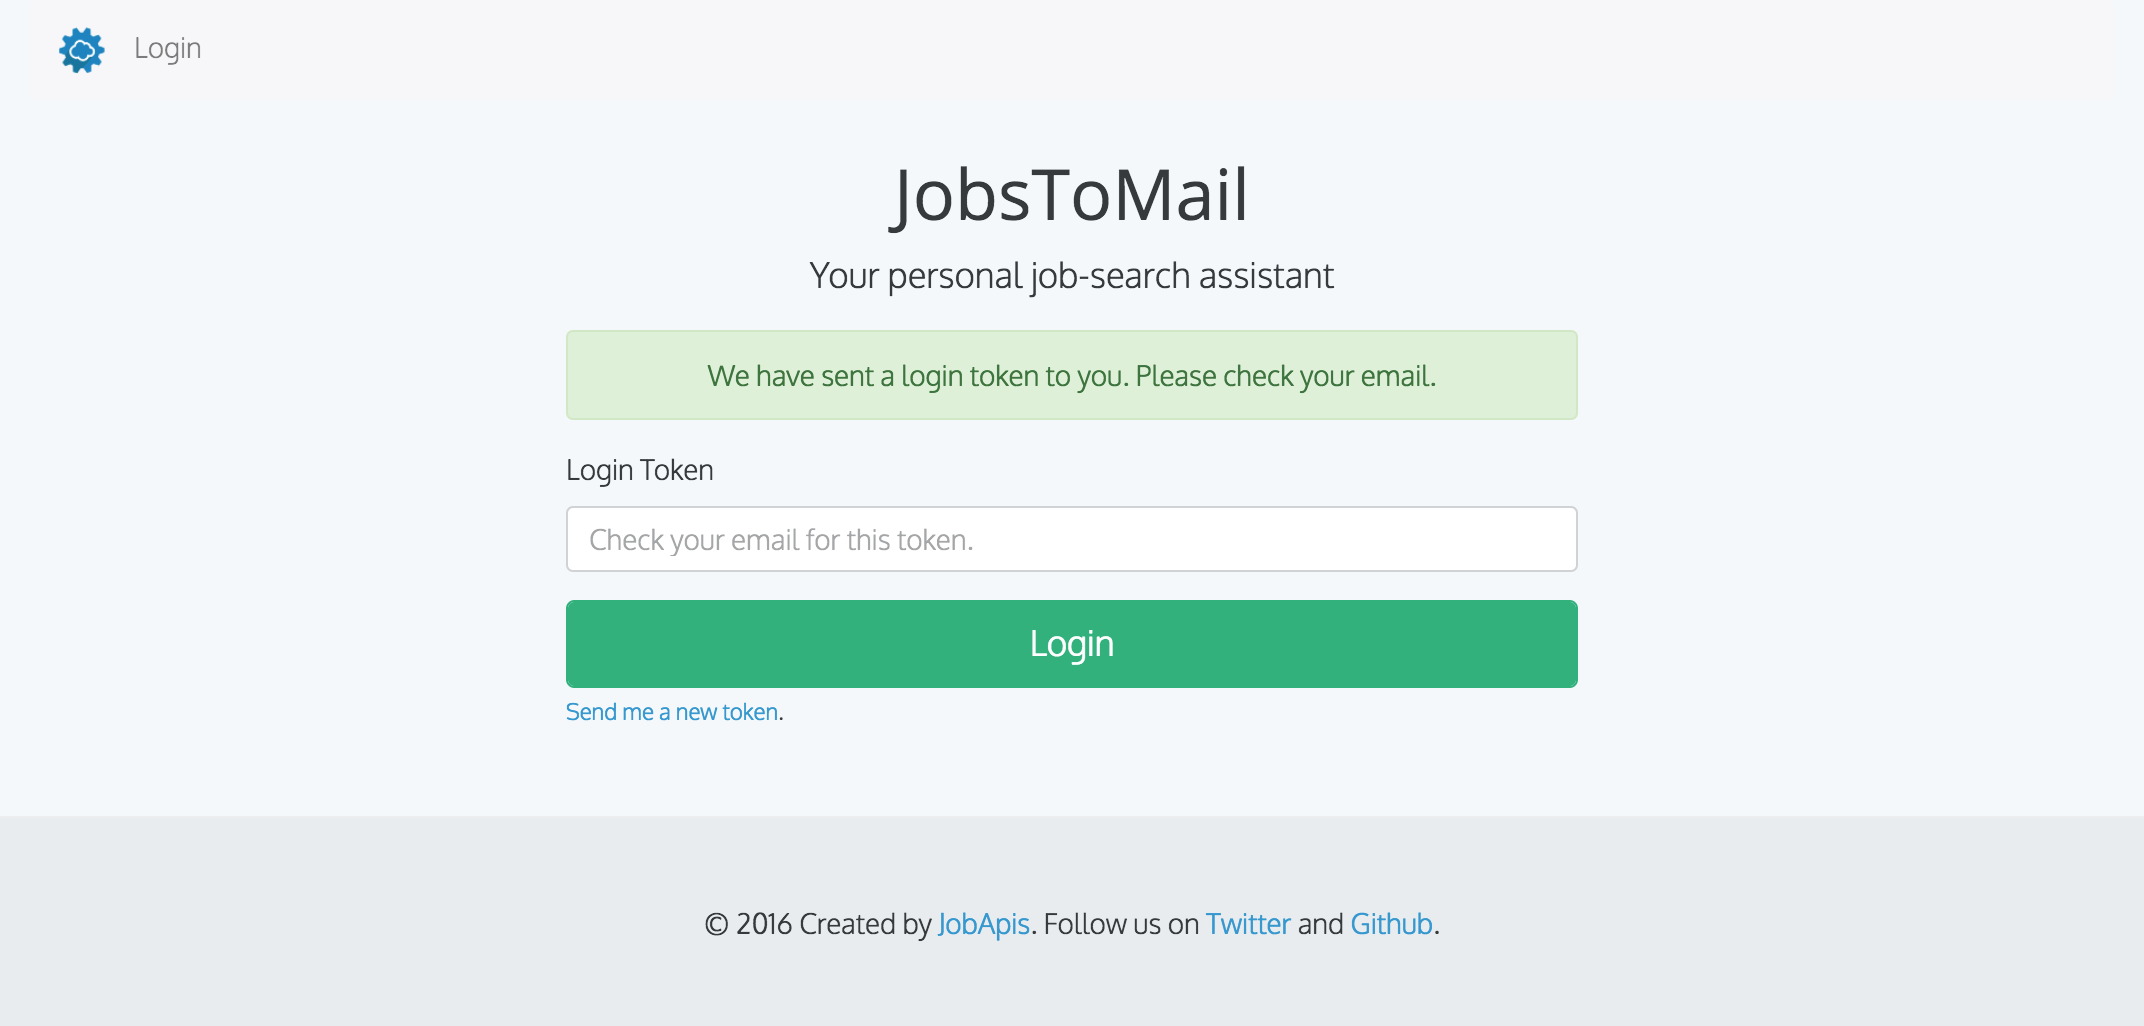 Login
JobsToMail
Your personal job-search assistant
We have sent a login token to you. Please check your email.
Login Token
Check your email for this token.
Login
Send me a new token.
© 2016 Created by JobApis. Follow us on Twitter and Github.